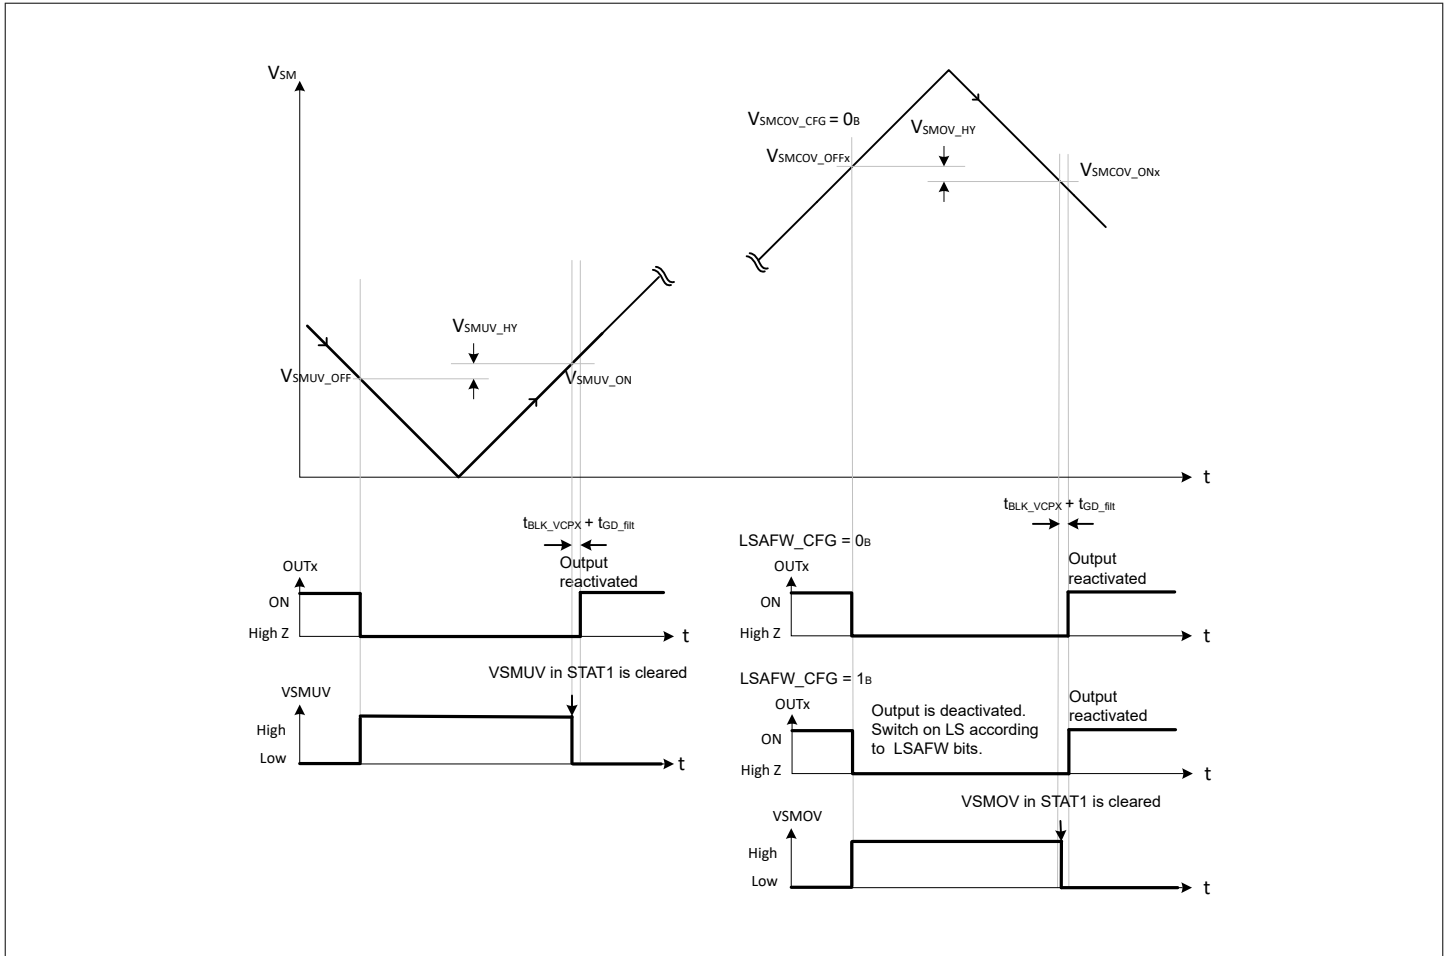 VSM
VSMCOV_CFG = 0B
VSMOV_HY
VSMCOV_OFFx
VSMCOV_ONx
VSMUV_HY
VSMUV_OFF
VSMUV_ON
t
tBLK_VCPX + tGD_filt
Output
reactivated
OUTx
ON
High Z
t
VSMUV in STAT1 is cleared
VSMUV
High
Low
t
tBLK_VCPX + tGD_filt
LSAFW_CFG = 0B
OUTx
Output
reactivated
ON
High Z
t
LSAFW_CFG = 1B
OUTx
Output is deactivated.
Switch on LS according
to LSAFW bits.
Output
reactivated
ON
High Z
t
VSMOV in STAT1 is cleared
VSMOV
High
Low
t